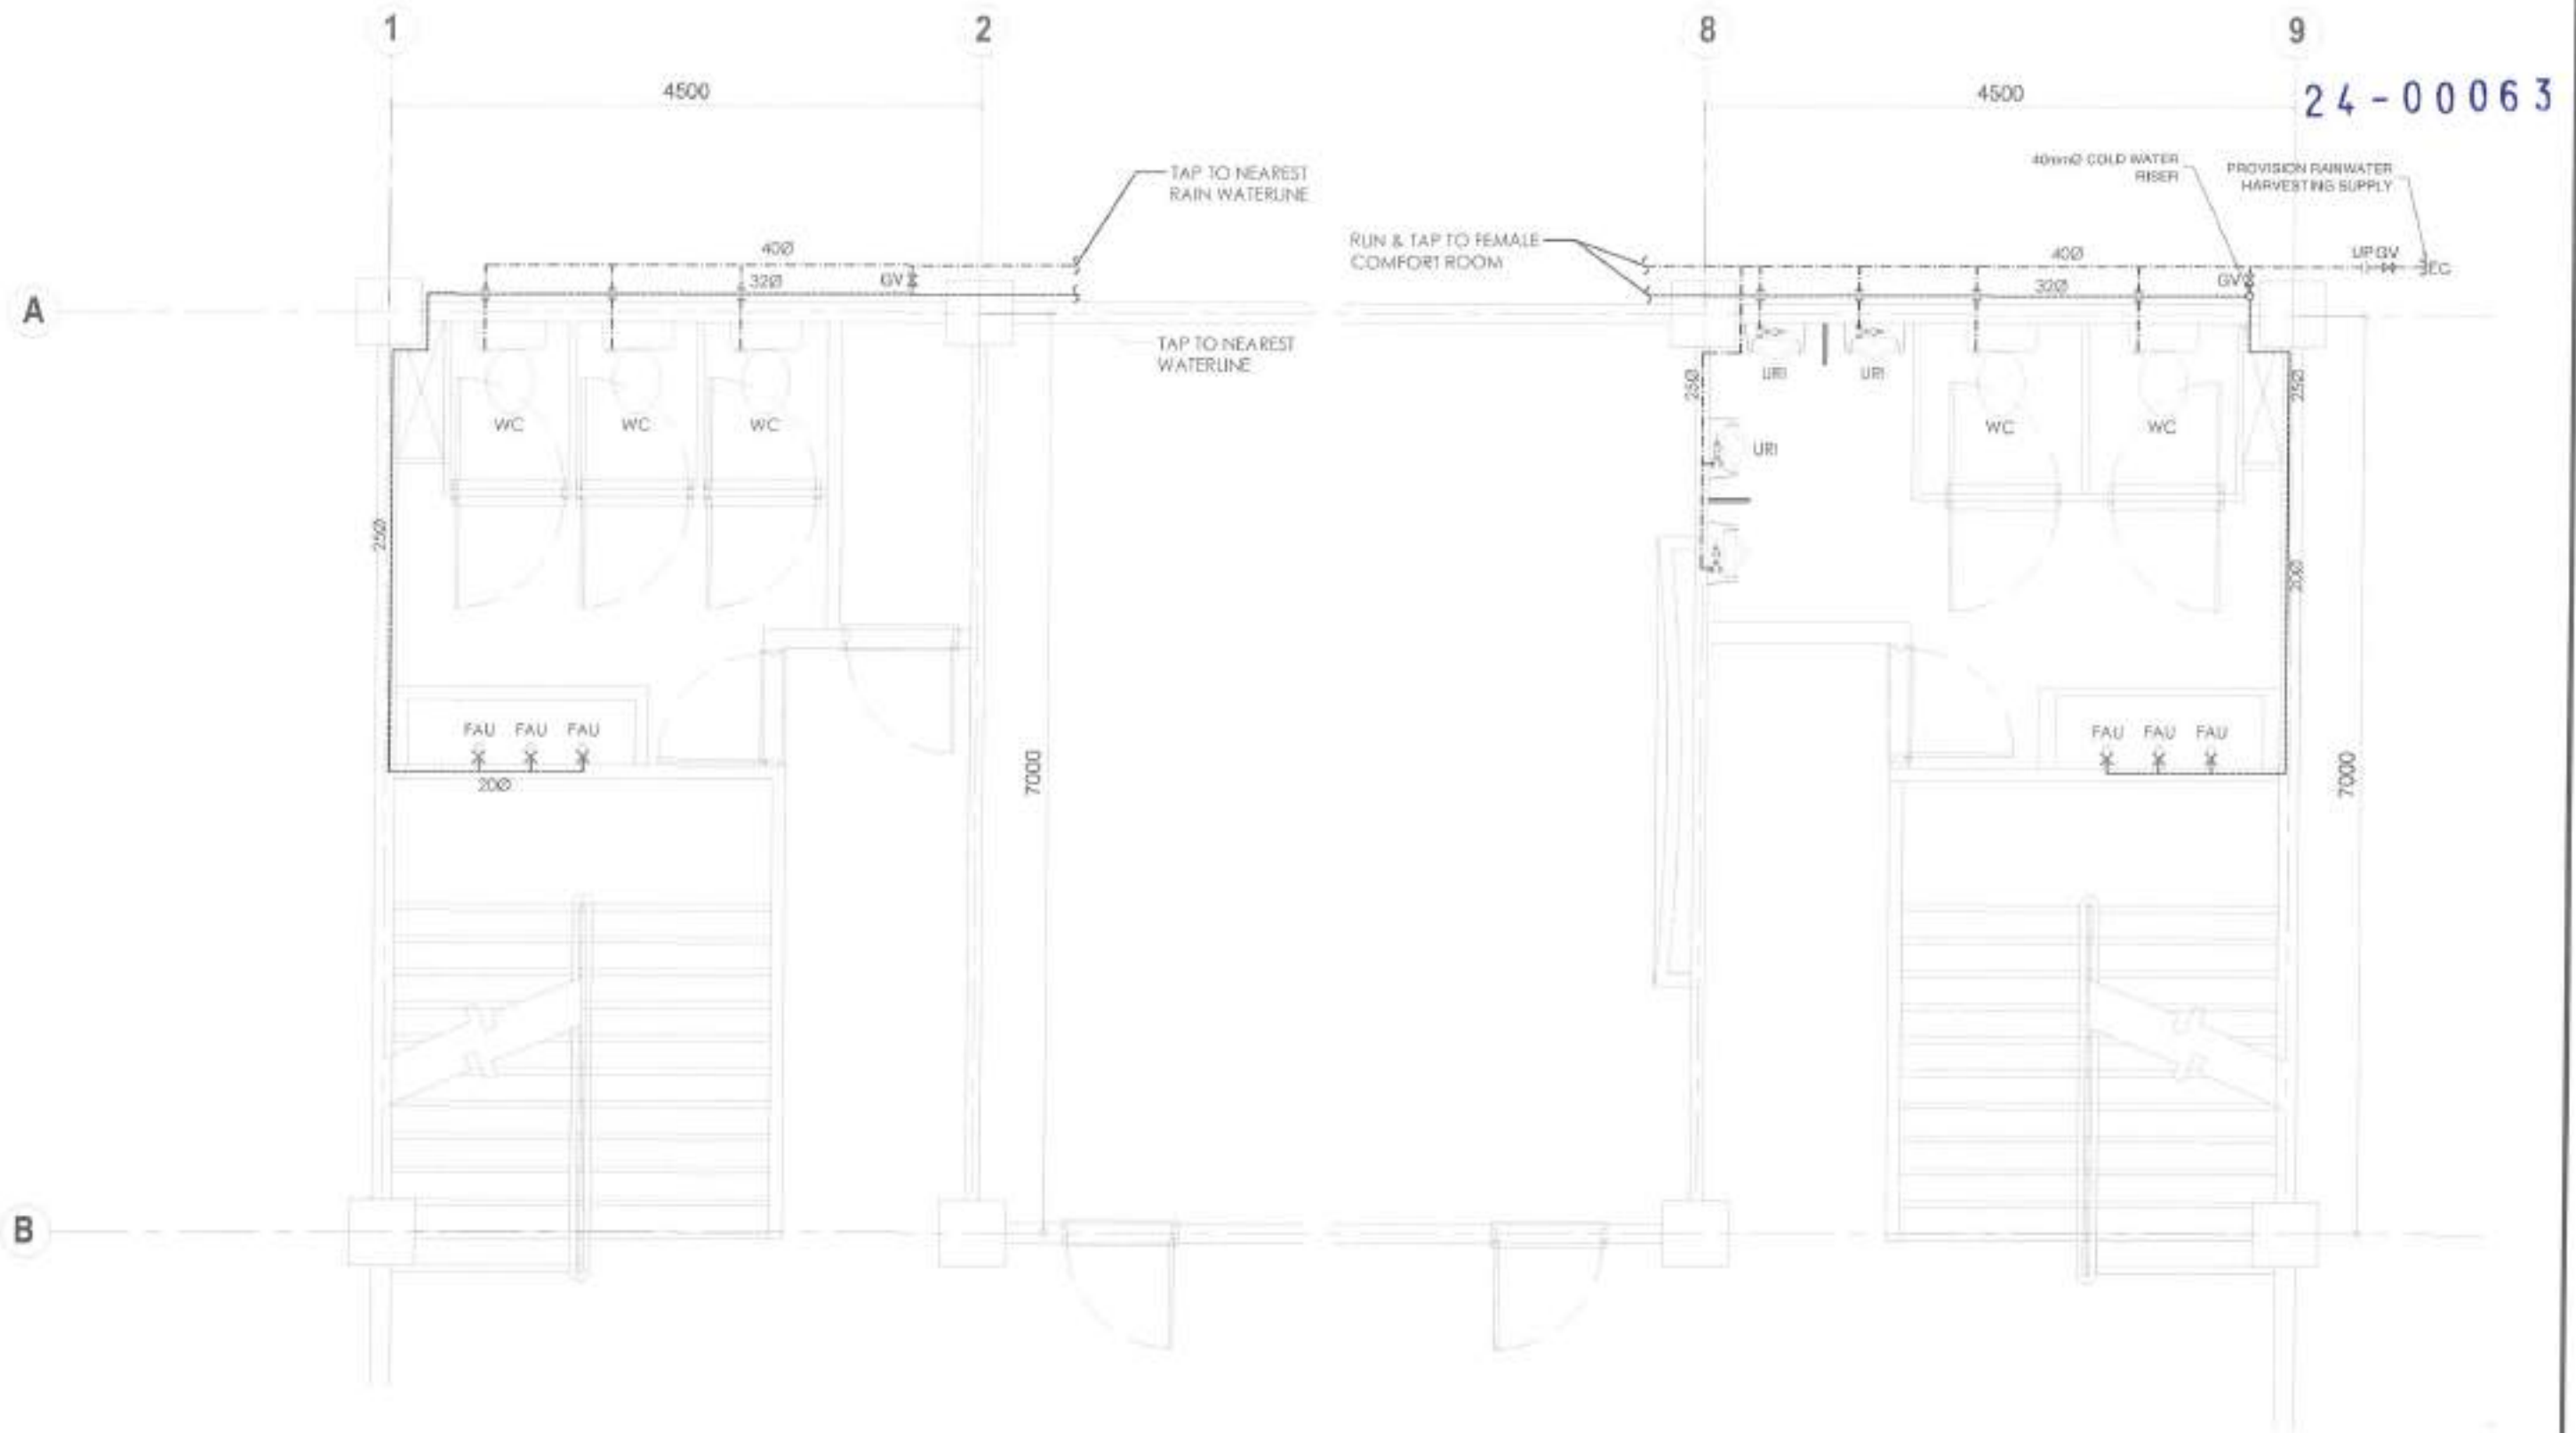 1
2
8
9
4500
4500
24-00063
TAP TO NEAREST
RAIN WATERLINE
40mmØ COLD WATER
RISER
PROVISION RAINWATER
HARVESTING SUPPLY
RUN & TAP TO FEMALE
COMFORT ROOM
40Ø
32Ø
GV
40Ø
32Ø
GV
UP GV
EC
A
TAP TO NEAREST
WATERLINE
25Ø
URI
URI
25Ø
WC
WC
WC
URI
WC
WC
25Ø
20Ø
FAU FAU FAU
20Ø
7000
FAU FAU FAU
7000
B